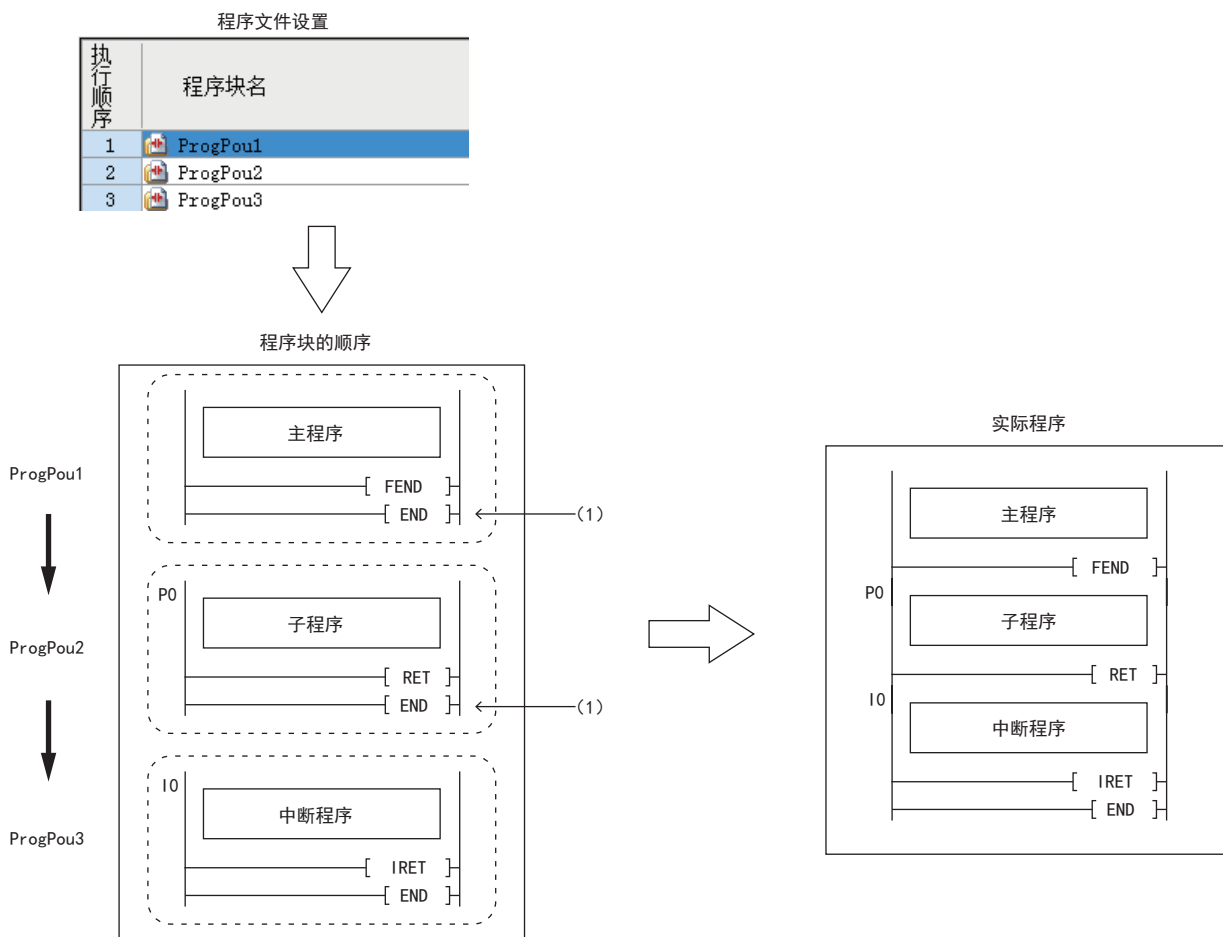 程序文件设置
执行顺序
程序块名
1 ProgPou1
2 ProgPou2
3 ProgPou3
程序块的顺序
ProgPou1
主程序
[ FEND ]
[ END ]
(1)
ProgPou2
P0
子程序
[ RET ]
[ END ]
(1)
ProgPou3
I0
中断程序
[ IRET ]
[ END ]
实际程序
主程序
[ FEND ]
P0
子程序
[ RET ]
I0
中断程序
[ IRET ]
[ END ]